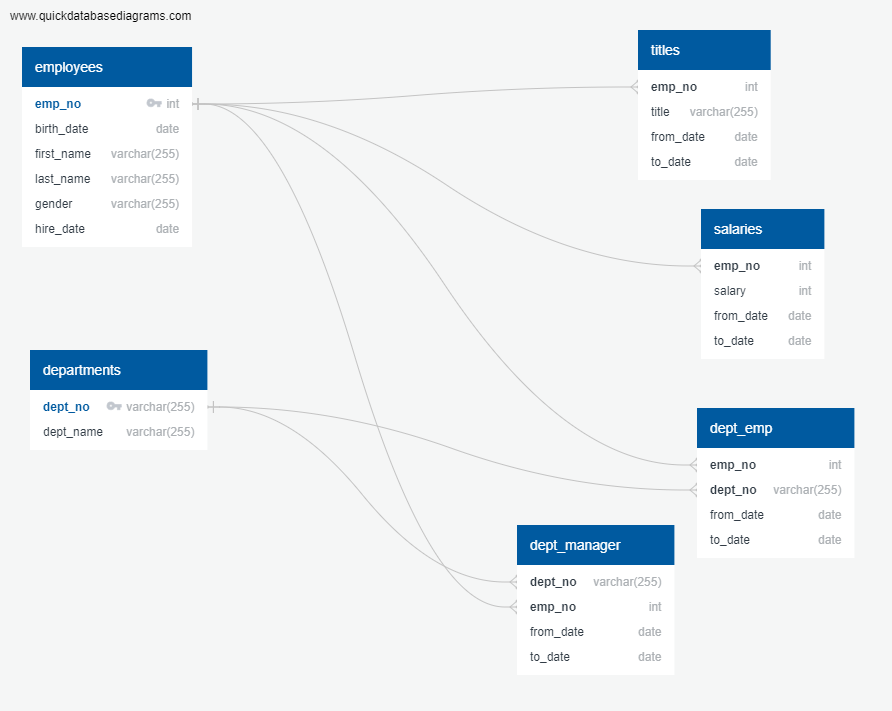 www.quickdatabasediagrams.com
employees
emp_no int
birth_date date
first_name varchar(255)
last_name varchar(255)
gender varchar(255)
hire_date date
departments
dept_no varchar(255)
dept_name varchar(255)
titles
emp_no int
title varchar(255)
from_date date
to_date date
salaries
emp_no int
salary int
from_date date
to_date date
dept_emp
emp_no int
dept_no varchar(255)
from_date date
to_date date
dept_manager
dept_no varchar(255)
emp_no int
from_date date
to_date date